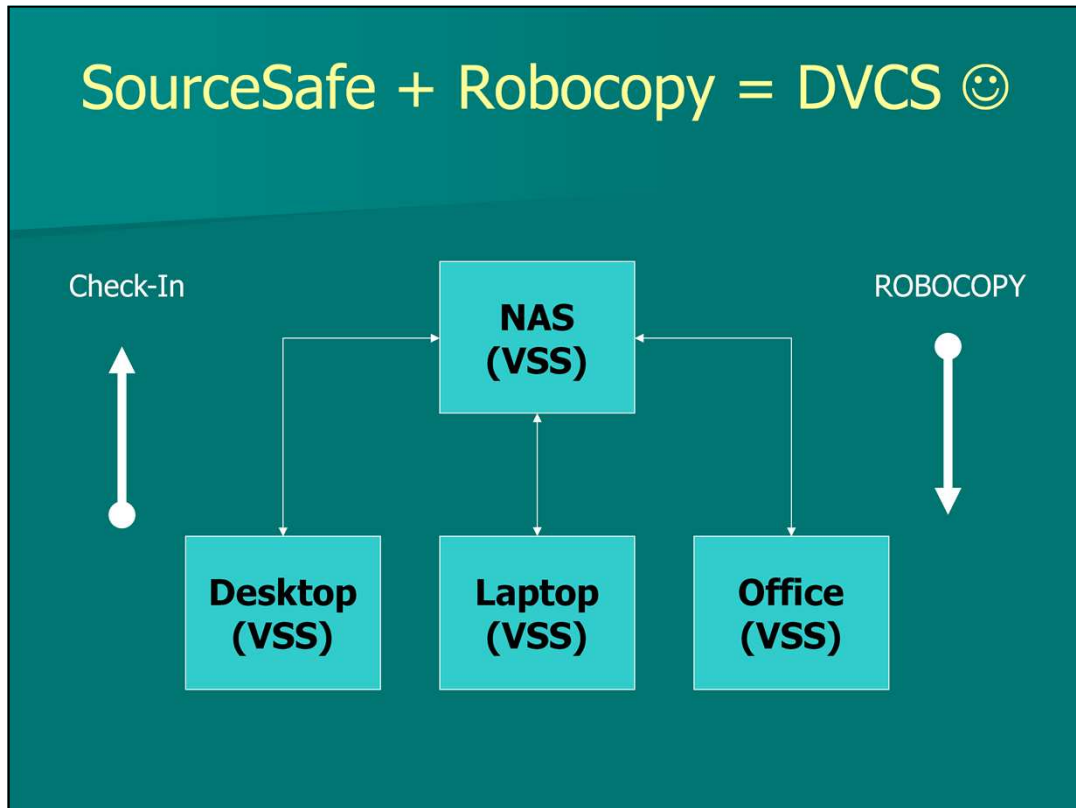 SourceSafe + Robocopy = DVCS ☺
Check-In
ROBOCOPY
NAS
(VSS)
Desktop
(VSS)
Laptop
(VSS)
Office
(VSS)